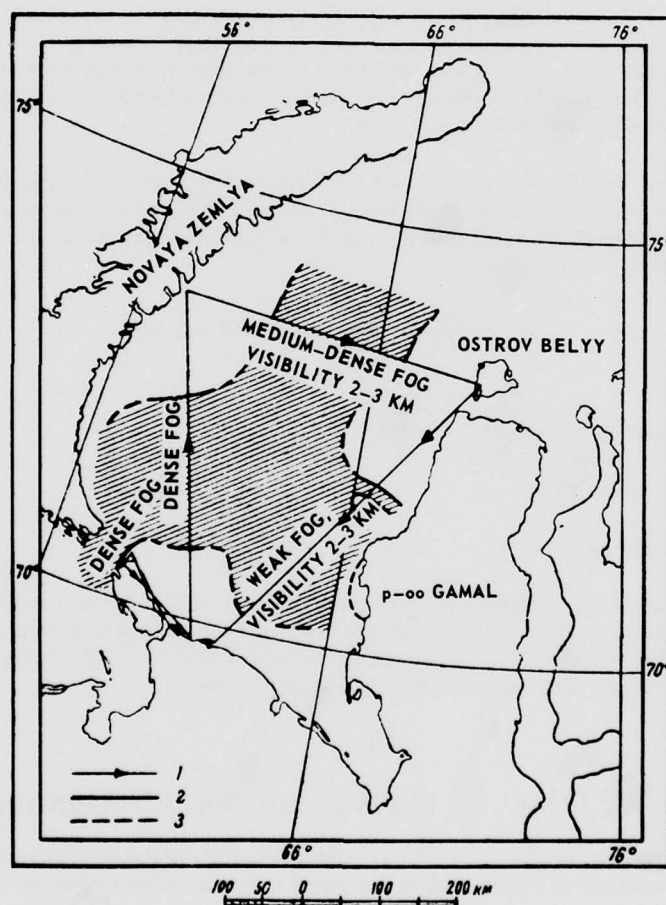 56°
66°
76°
75°
75°
NOVAYA ZEMLYA
MEDIUM-DENSE FOG
VISIBILITY 2-3 KM
OSTROV BELYY
DENSE FOG
DENSE FOG
WEAK FOG,
VISIBILITY 2-3 KM
p-oo GAMAL
70°
70°
1
2
3
66°
76°
100 50 0 100 200 KM